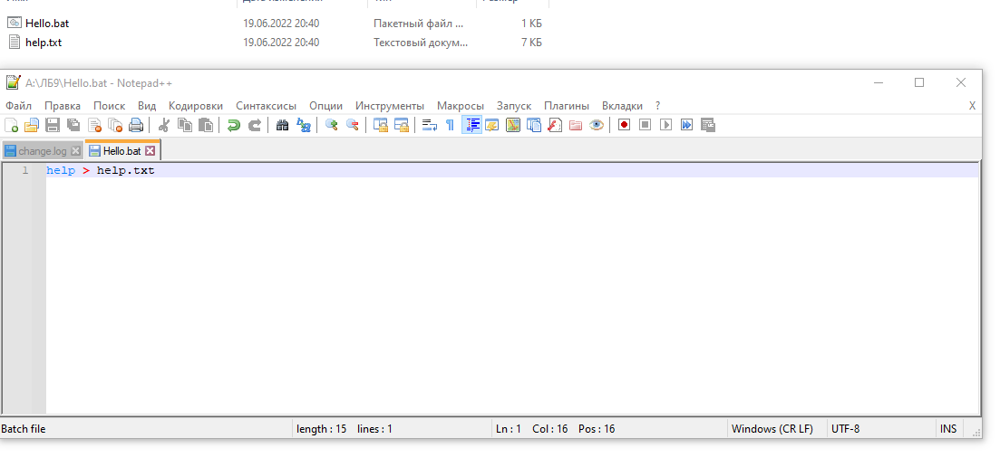 Hello.bat 19.06.2022 20:40 Пакетный файл ... 1 КБ
help.txt 19.06.2022 20:40 Текстовый докум... 7 КБ
A:\ЛБ9\Hello.bat - Notepad++
Файл Правка Поиск Вид Кодировки Синтаксисы Опции Инструменты Макросы Запуск Плагины Вкладки ? X
change.log Hello.bat
1 help > help.txt
Batch file length : 15 lines : 1 Ln : 1 Col : 16 Pos : 16 Windows (CR LF) UTF-8 INS